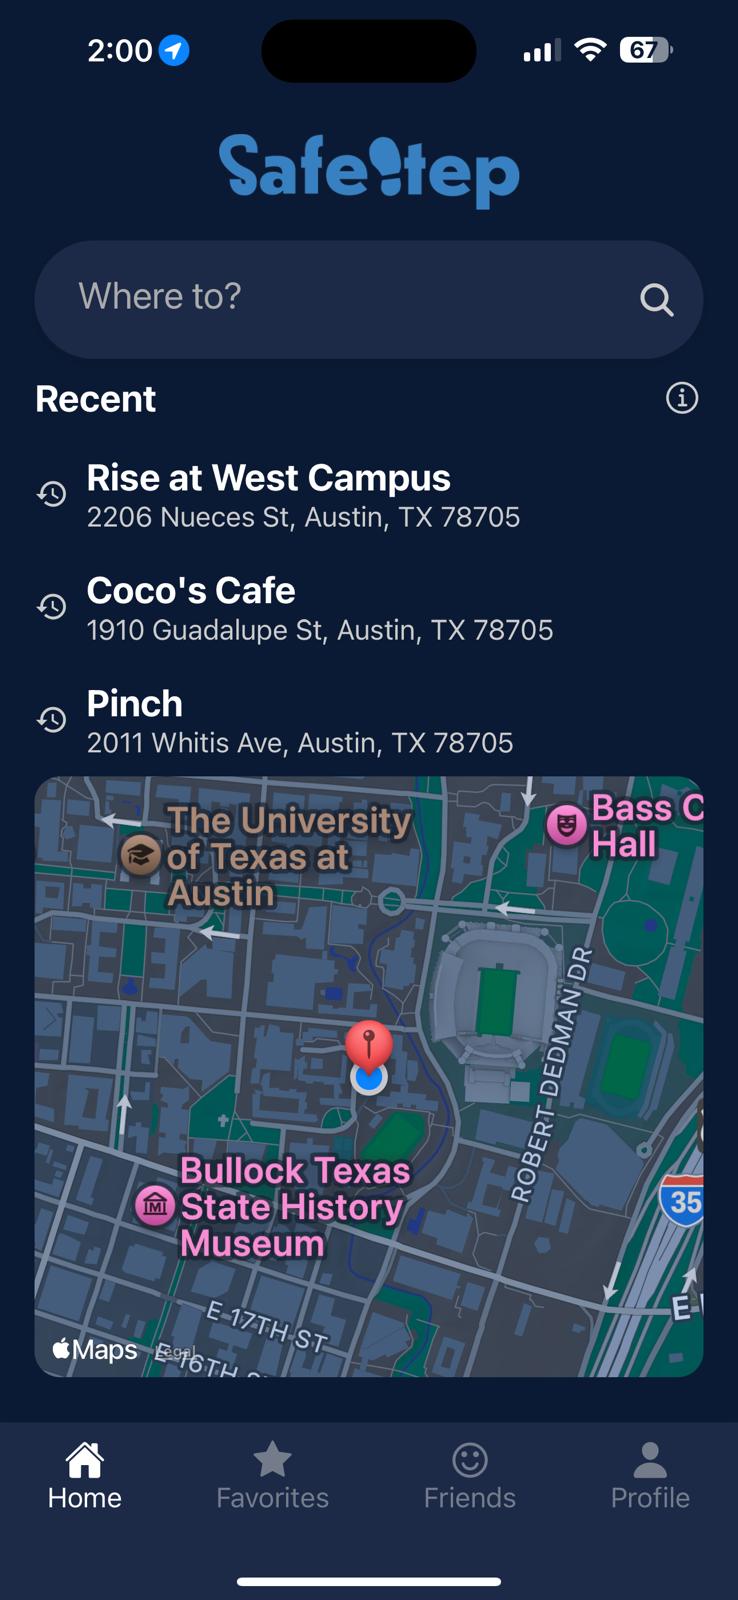 2:00
67
SafeStep
Where to?
Recent
Rise at West Campus
2206 Nueces St, Austin, TX 78705
Coco's Cafe
1910 Guadalupe St, Austin, TX 78705
Pinch
2011 Whitis Ave, Austin, TX 78705
The University
of Texas at
Austin
Bass C
Hall
ROBERT DEDMAN DR
Bullock Texas
State History
Museum
35
E
E 17TH ST
Maps
Legal
E 16TH S
Home
Favorites
Friends
Profile